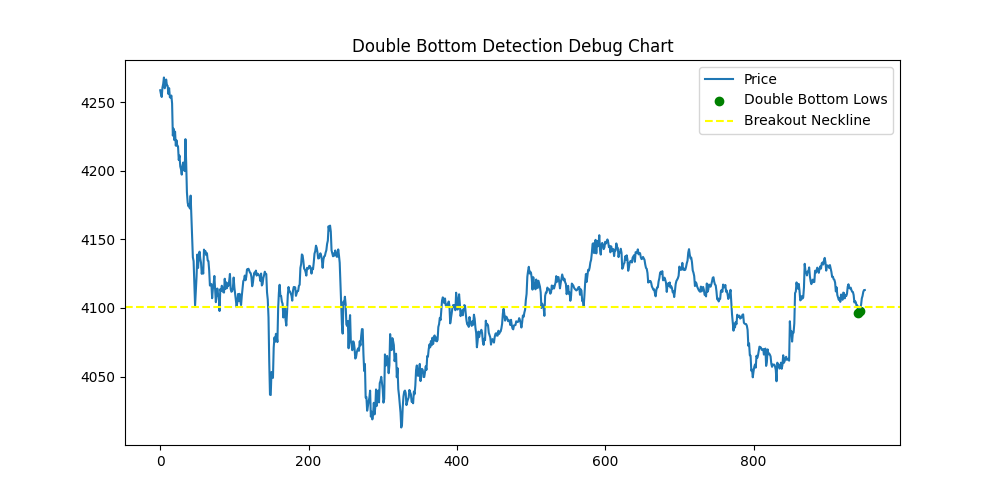 Double Bottom Detection Debug Chart
Price
Double Bottom Lows
Breakout Neckline
4250
4200
4150
4100
4050
0 200 400 600 800